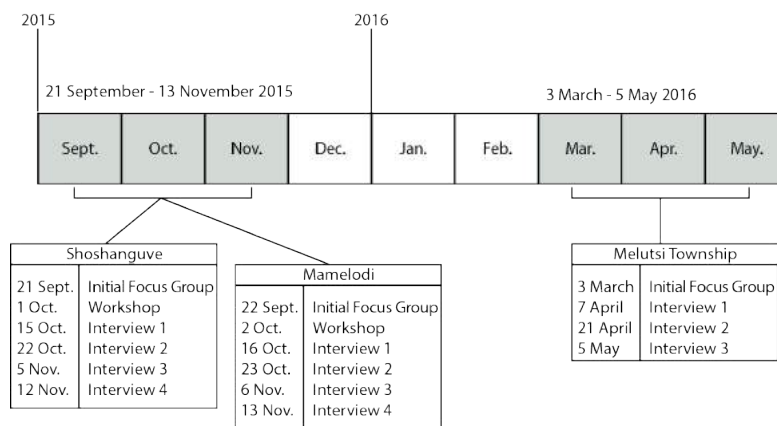 2015
2016
21 September - 13 November 2015
3 March - 5 May 2016
Sept. Oct. Nov. Dec. Jan. Feb. Mar. Apr. May.
Shoshanguve
21 Sept. Initial Focus Group
1 Oct. Workshop
15 Oct. Interview 1
22 Oct. Interview 2
5 Nov. Interview 3
12 Nov. Interview 4
Mamelodi
22 Sept. Initial Focus Group
2 Oct. Workshop
16 Oct. Interview 1
23 Oct. Interview 2
6 Nov. Interview 3
13 Nov. Interview 4
Melutsi Township
3 March Initial Focus Group
7 April Interview 1
21 April Interview 2
5 May Interview 3